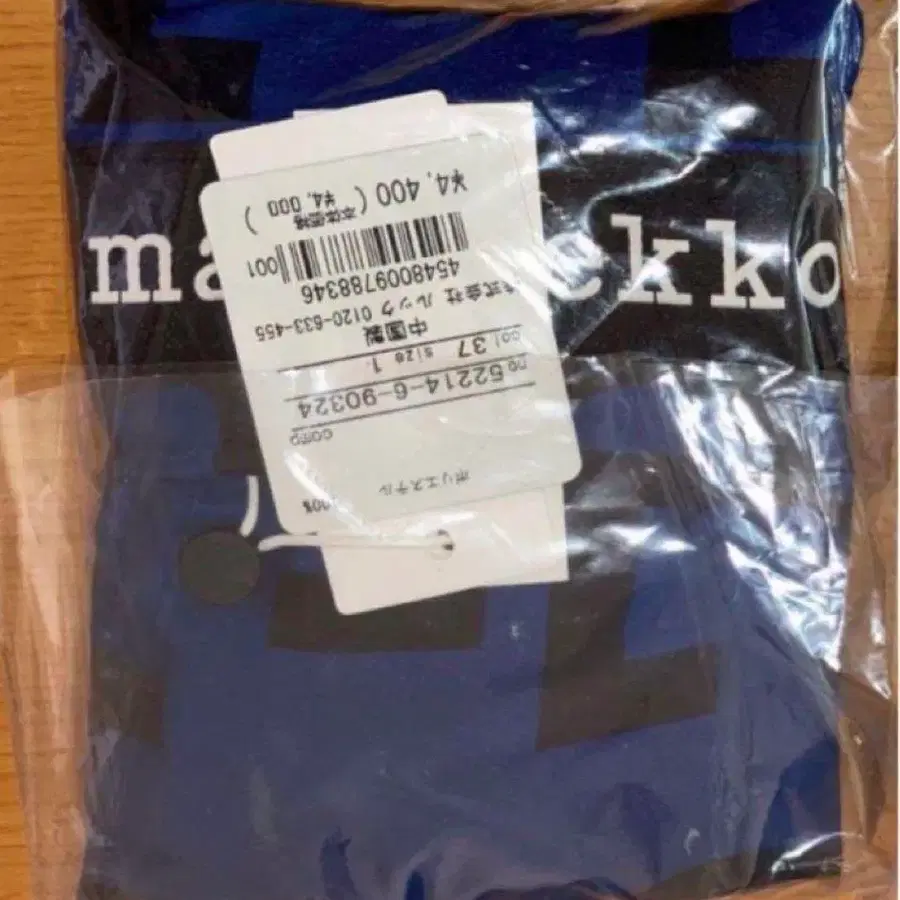 ma ekko
ポリエステル
comp
no 52214-6-90324
col 37 size 1
中国製
式会社 ルック 0120-633-455
4548009788346
001
¥4,400 (本体価格 ¥4,000 )